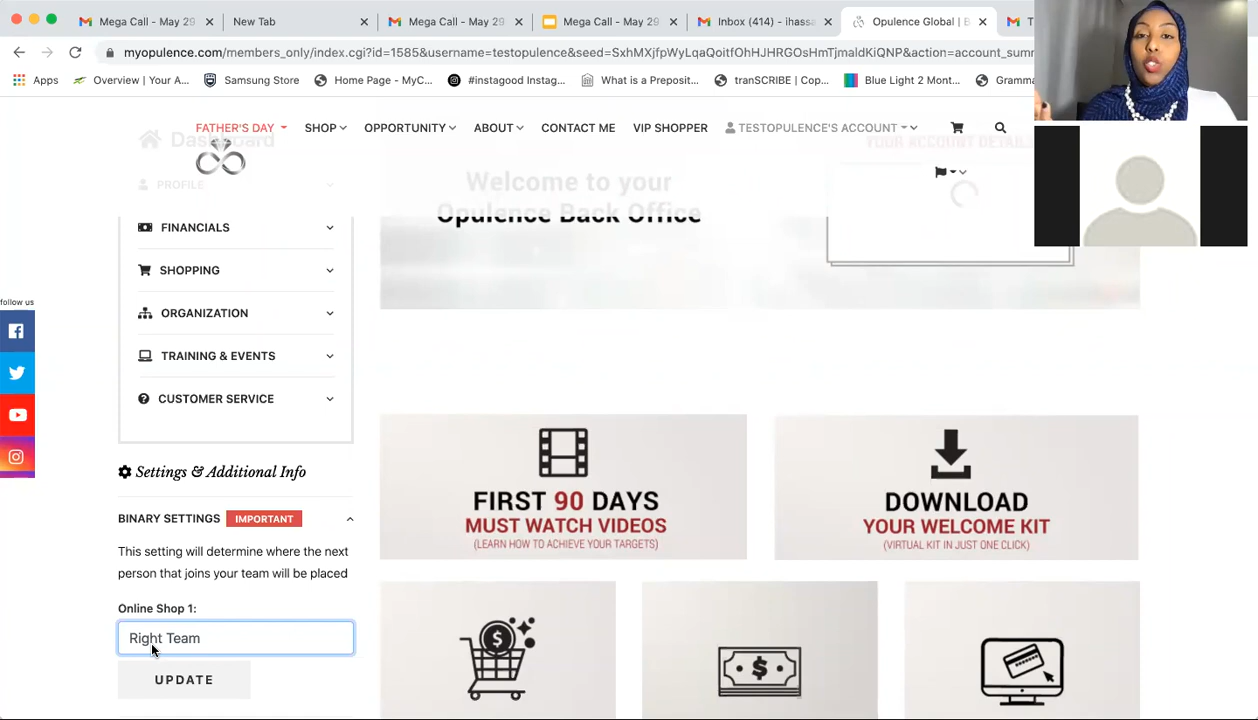 Mega Call - May 29
New Tab
Mega Call - May 29
Mega Call - May 29
Inbox (414) - ihassa
Opulence Global | B
T
myopulence.com/members_only/index.cgi?id=1585&username=testopulence&seed=SxhMXjfpWyLqaQoitfOhHJHRGOsHmTjmaldKiQNP&action=account_summ
Apps
Overview | Your A...
Samsung Store
Home Page - MyC...
#instagood Instag...
What is a Preposit...
tranSCRIBE | Cop...
Blue Light 2 Mont...
Gramma
FATHER'S DAY
SHOP
OPPORTUNITY
ABOUT
CONTACT ME
VIP SHOPPER
TESTOPULENCE'S ACCOUNT
Dashboard
YOUR ACCOUNT DETAILS
PROFILE
FINANCIALS
SHOPPING
ORGANIZATION
TRAINING & EVENTS
CUSTOMER SERVICE
Welcome to your
Opulence Back Office
follow us
Settings & Additional Info
BINARY SETTINGS IMPORTANT
This setting will determine where the next
person that joins your team will be placed
Online Shop 1:
Right Team
UPDATE
FIRST 90 DAYS
MUST WATCH VIDEOS
(LEARN HOW TO ACHIEVE YOUR TARGETS)
DOWNLOAD
YOUR WELCOME KIT
(VIRTUAL KIT IN JUST ONE CLICK)